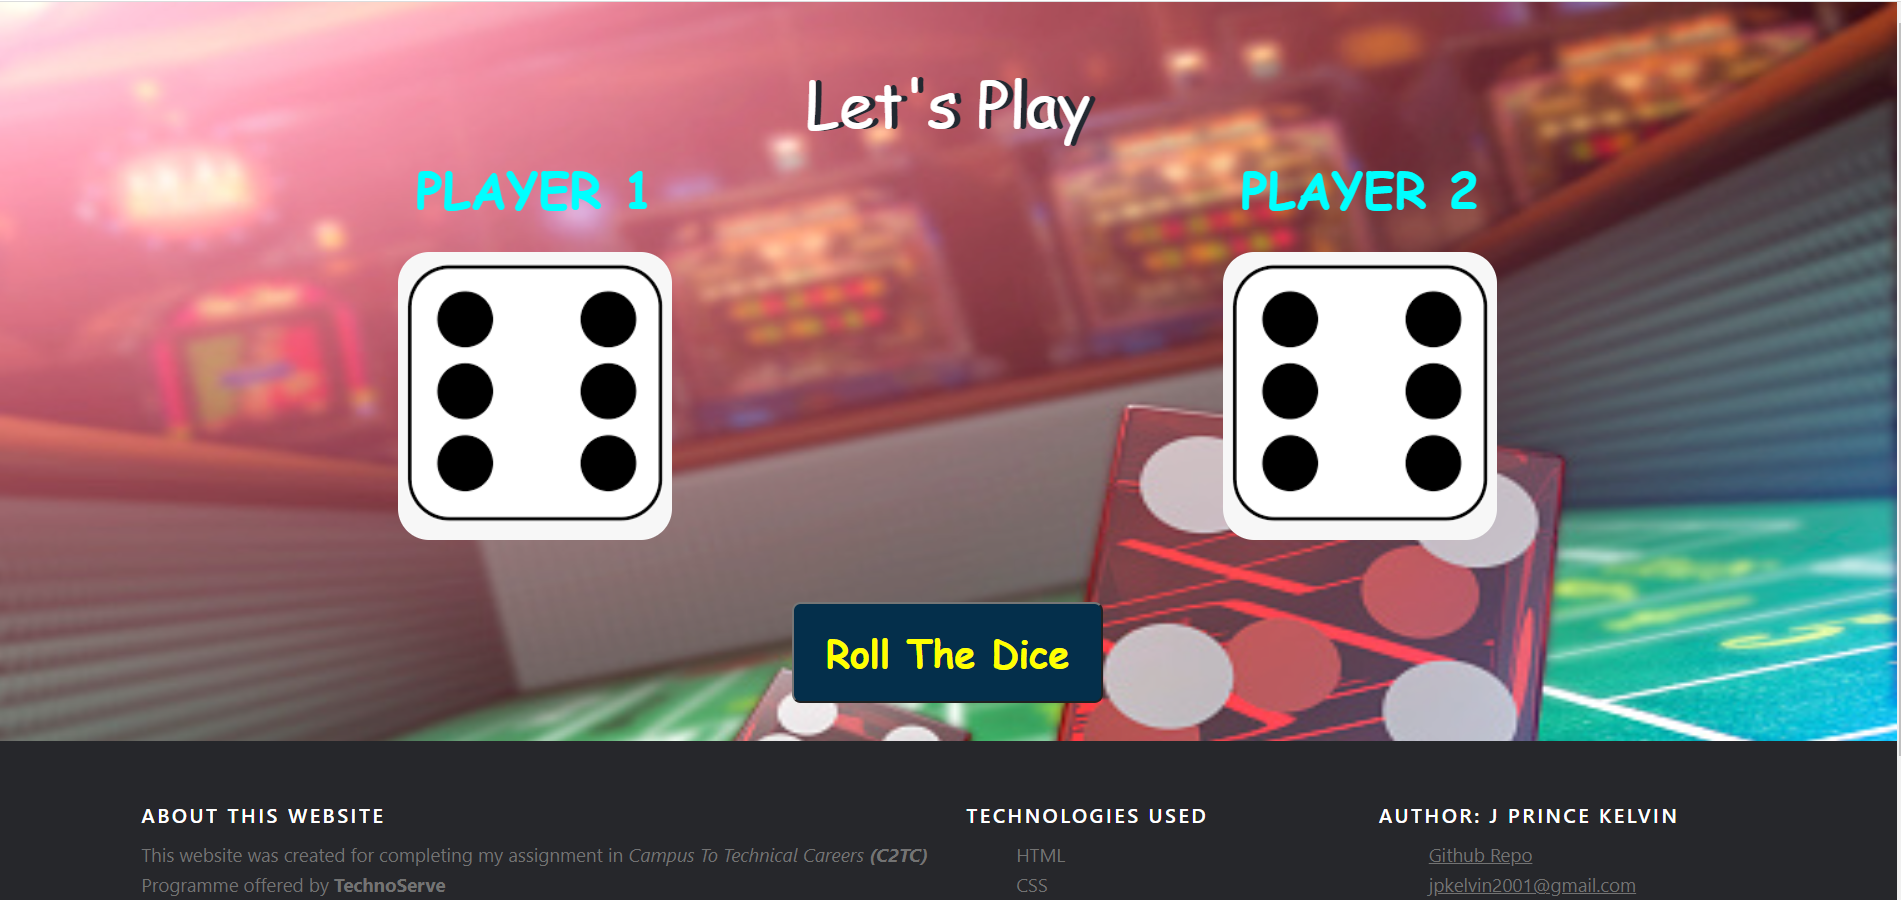 Let's Play
PLAYER 1
PLAYER 2
Roll The Dice
ABOUT THIS WEBSITE
This website was created for completing my assignment in Campus To Technical Careers (C2TC)
Programme offered by TechnoServe
TECHNOLOGIES USED
HTML
CSS
AUTHOR: J PRINCE KELVIN
Github Repo
jpkelvin2001@gmail.com